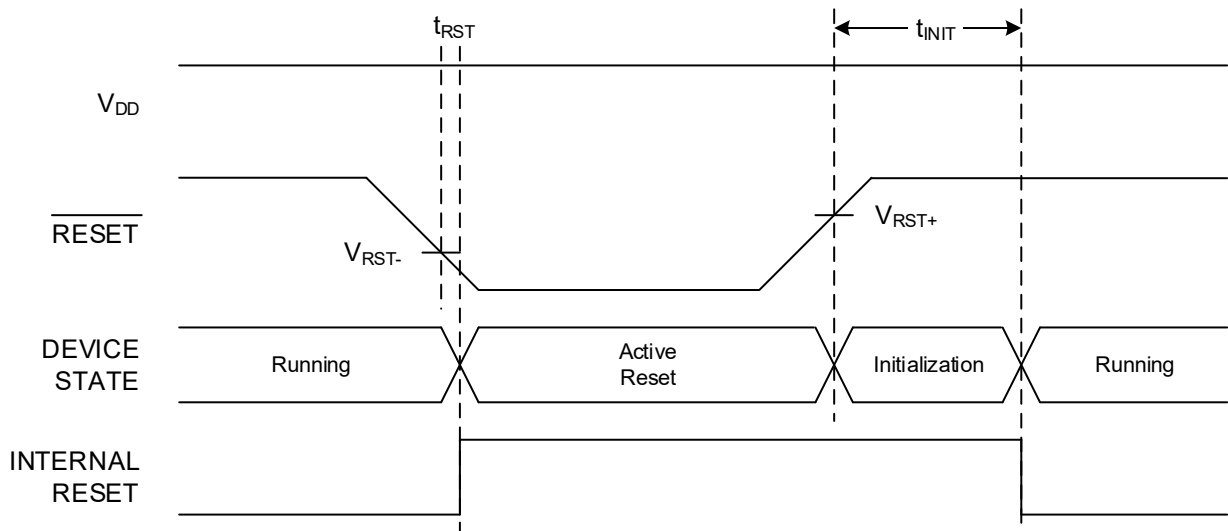 tRST
tINIT
VDD
RESET
VRST-
VRST+
DEVICE
STATE
Running
Active
Reset
Initialization
Running
INTERNAL
RESET